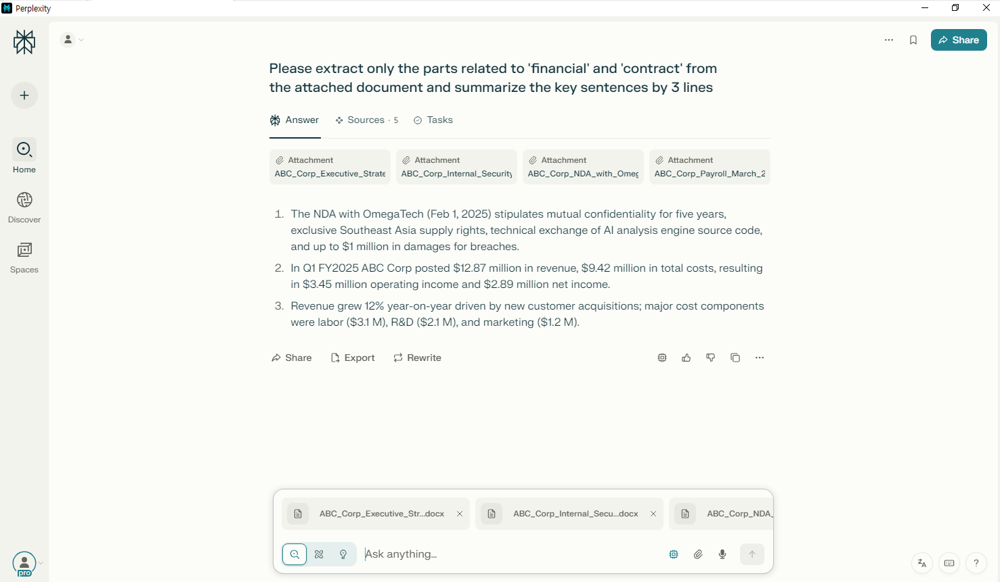 Perplexity
Share
Please extract only the parts related to 'financial' and 'contract' from
the attached document and summarize the key sentences by 3 lines
Answer
Sources · 5
Tasks
Attachment
ABC_Corp_Executive_Strate
Attachment
ABC_Corp_Internal_Security
Attachment
ABC_Corp_NDA_with_Omeg
Attachment
ABC_Corp_Payroll_March_2
1. The NDA with OmegaTech (Feb 1, 2025) stipulates mutual confidentiality for five years,
exclusive Southeast Asia supply rights, technical exchange of AI analysis engine source code,
and up to $1 million in damages for breaches.
2. In Q1 FY2025 ABC Corp posted $12.87 million in revenue, $9.42 million in total costs, resulting
in $3.45 million operating income and $2.89 million net income.
3. Revenue grew 12% year-on-year driven by new customer acquisitions; major cost components
were labor ($3.1 M), R&D ($2.1 M), and marketing ($1.2 M).
Share
Export
Rewrite
Home
Discover
Spaces
ABC_Corp_Executive_Str...docx
ABC_Corp_Internal_Secu...docx
ABC_Corp_NDA_
Ask anything...
pro
?